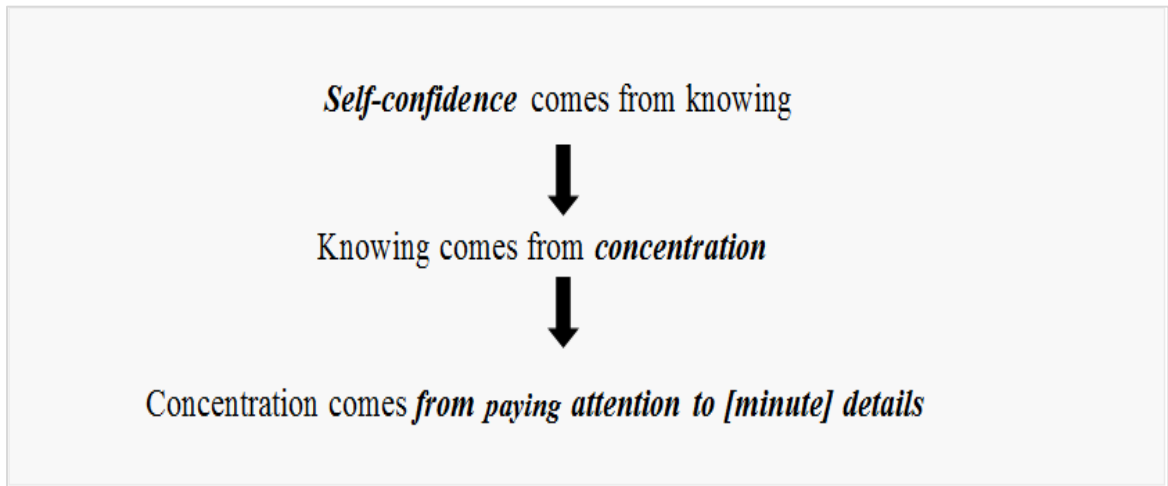 Self-confidence comes from knowing
Knowing comes from concentration
Concentration comes from paying attention to [minute] details